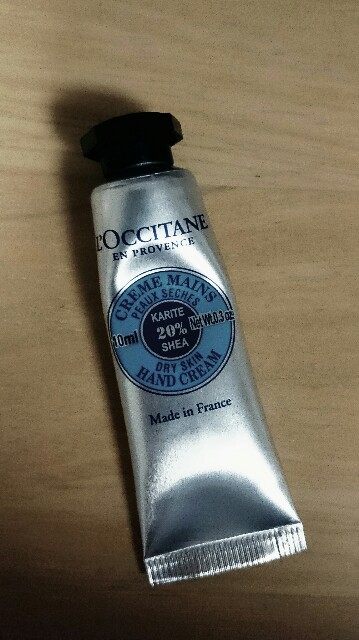 L'OCCITANE
EN PROVENCE
CREME MAINS
PEAUX SECHES
KARITE
10ml
20%
Net Wt.0.3 oz
SHEA
DRY SKIN
HAND CREAM
Made in France